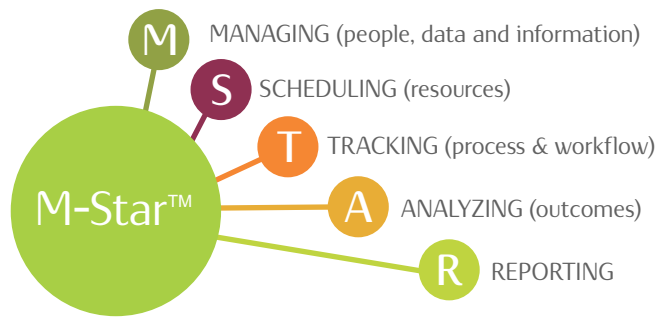 M MANAGING (people, data and information)
S SCHEDULING (resources)
T TRACKING (process & workflow)
M-Star™
A ANALYZING (outcomes)
R REPORTING